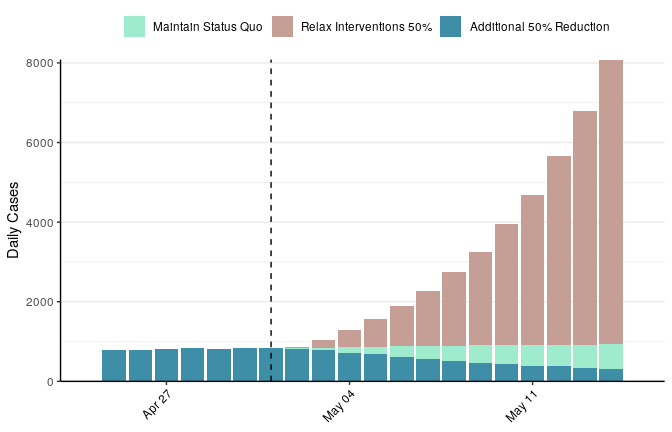 Maintain Status Quo Relax Interventions 50% Additional 50% Reduction
8000
6000
4000
2000
0
Daily Cases
Apr 27
May 04
May 11